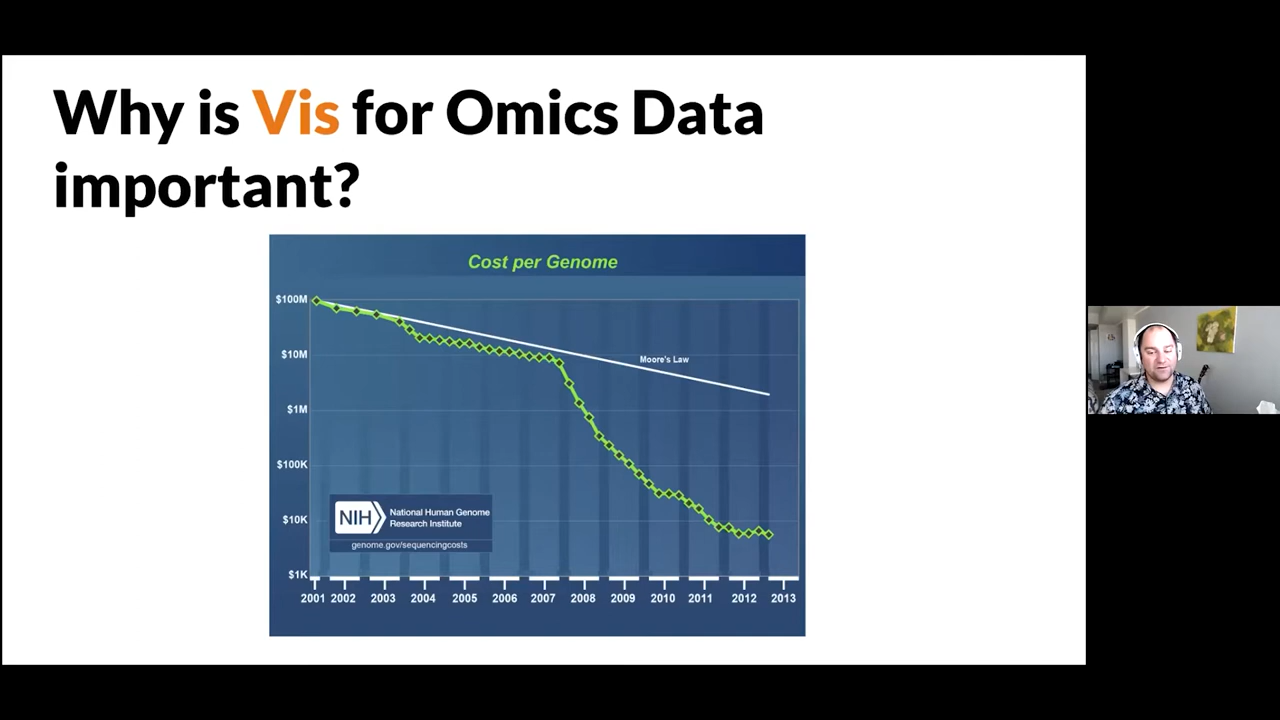 Why is Vis for Omics Data
important?
Cost per Genome
$100M
$10M
$1M
$100K
$10K
$1K
Moore's Law
NIH
National Human Genome
Research Institute
genome.gov/sequencingcosts
2001 2002 2003 2004 2005 2006 2007 2008 2009 2010 2011 2012 2013